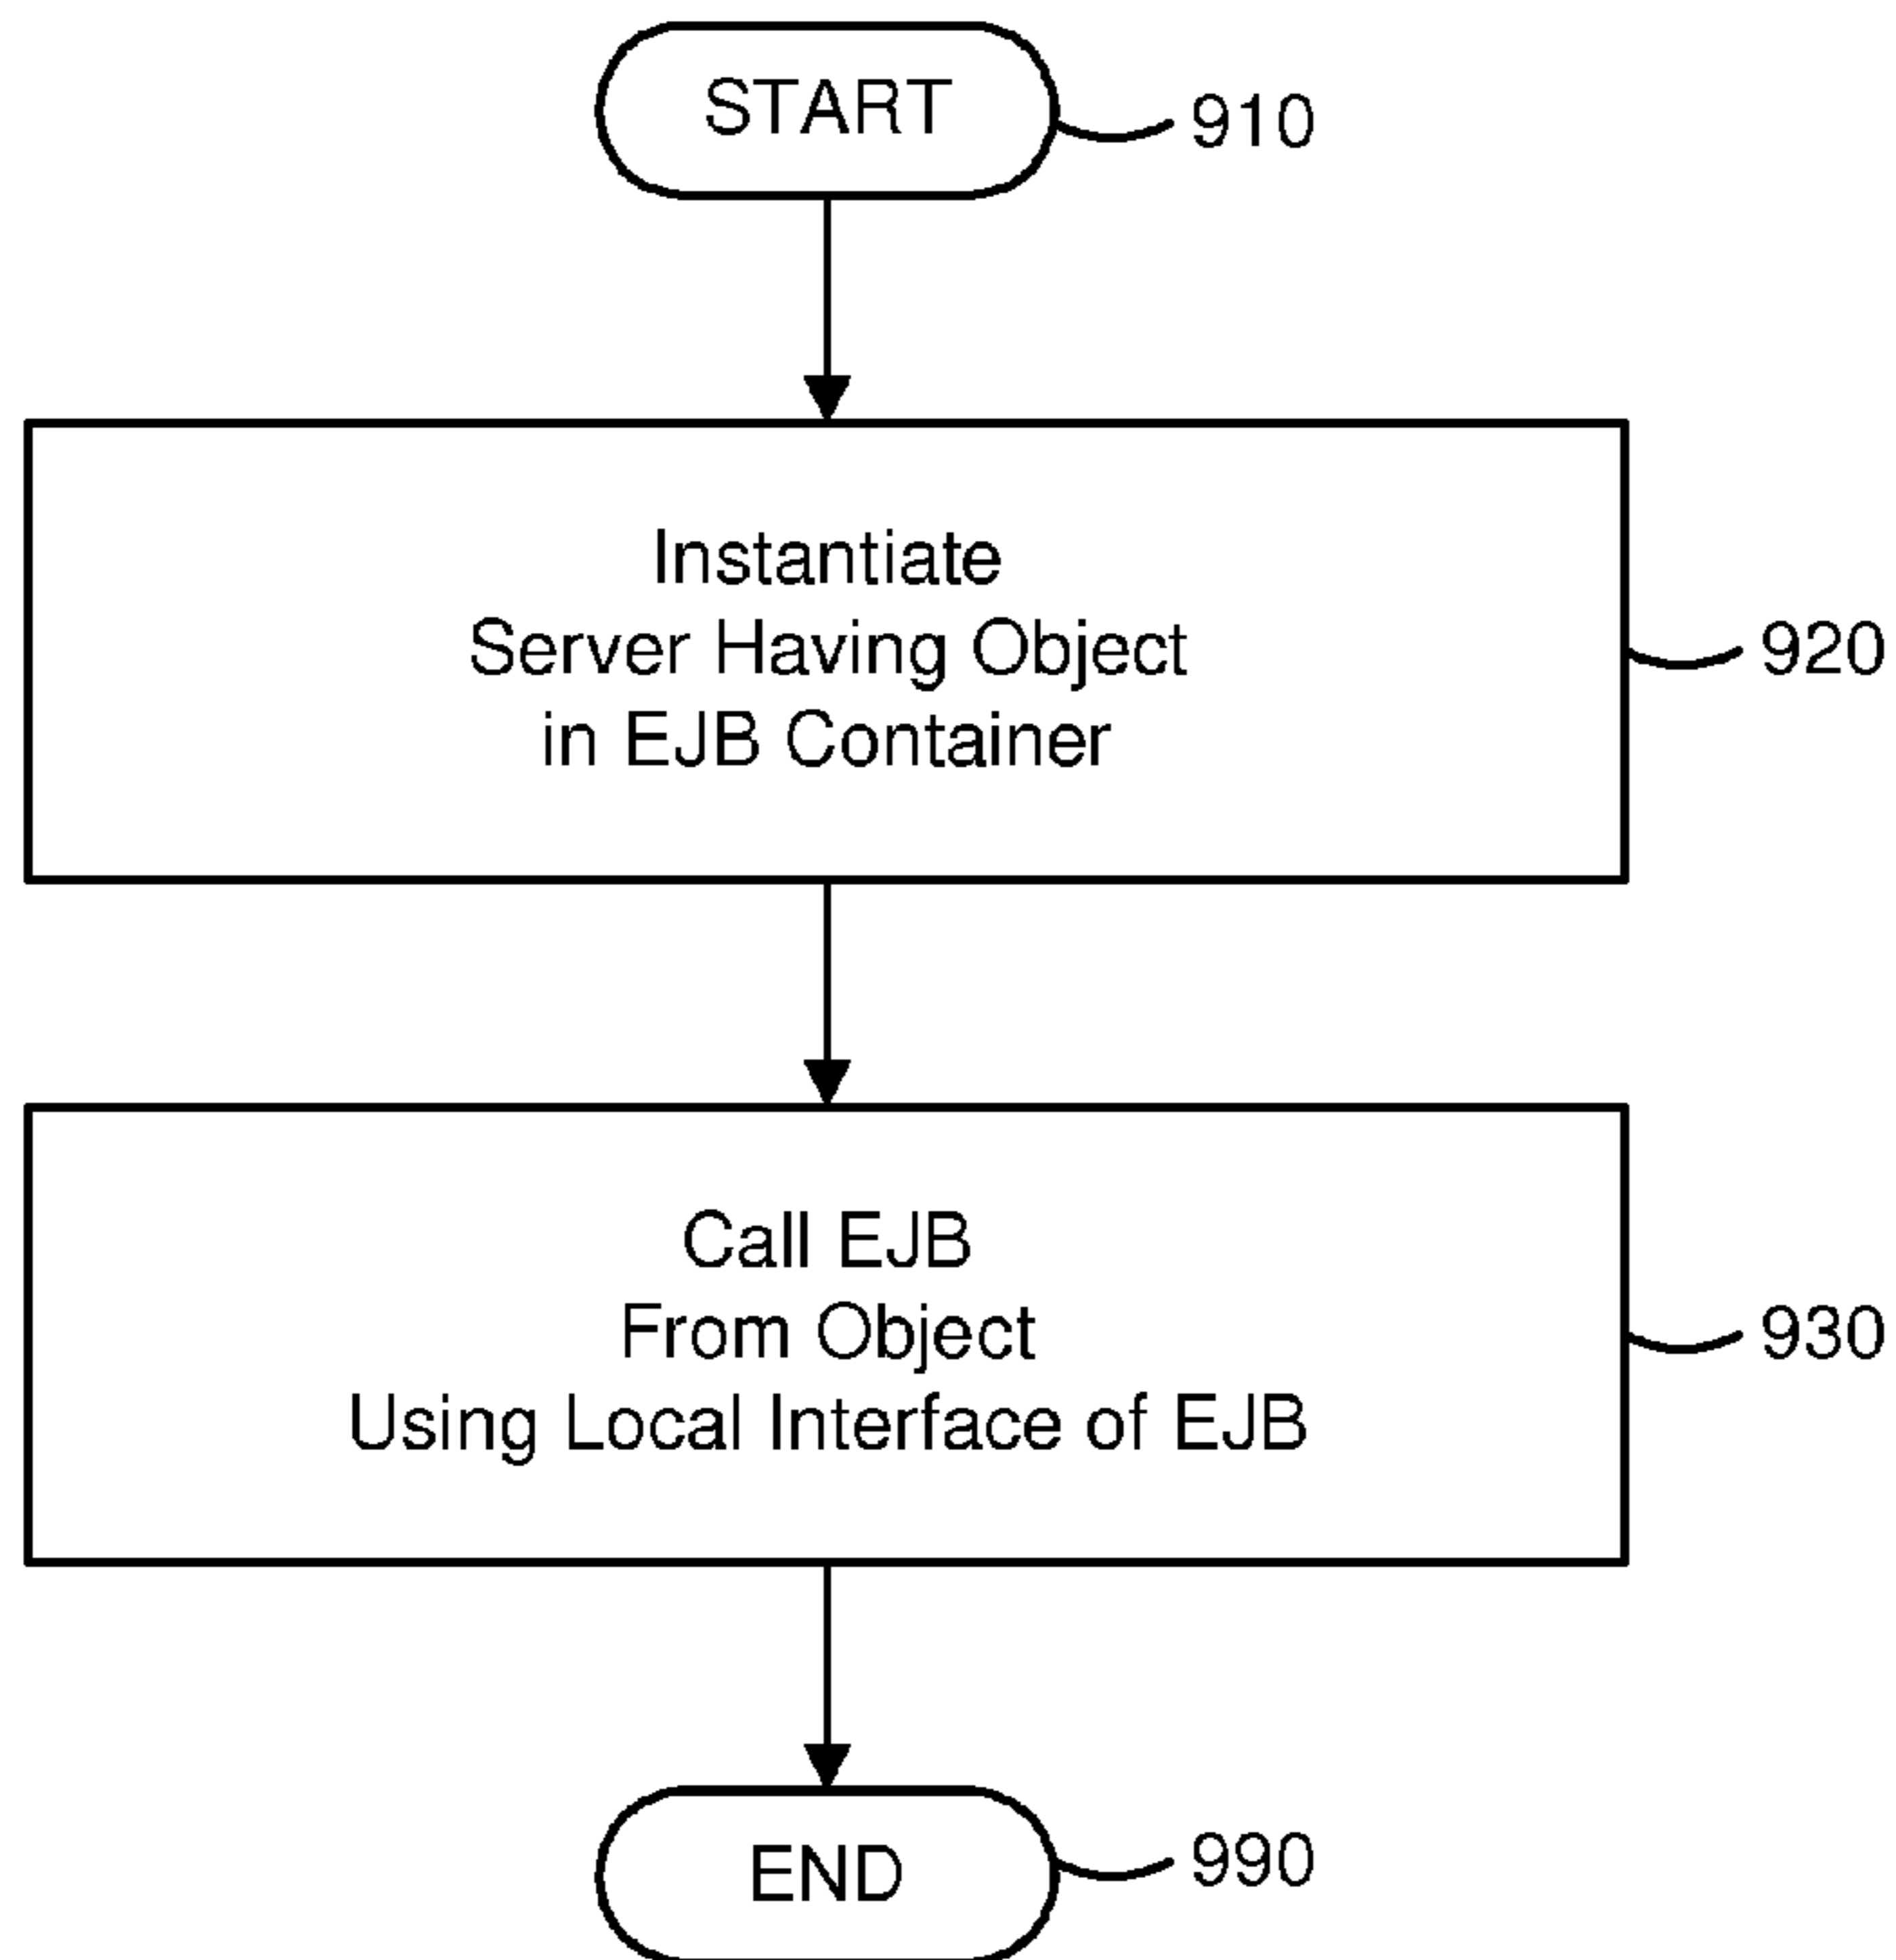 START
910
Instantiate
Server Having Object
in EJB Container
920
Call EJB
From Object
Using Local Interface of EJB
930
END
990